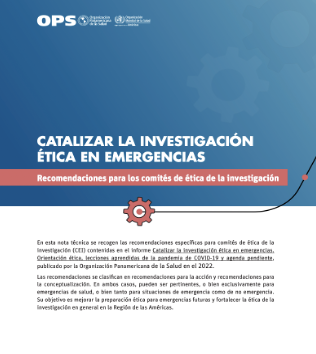 OPS
Organización
Panamericana
de la Salud
Organización
Mundial de la Salud
CATALIZAR LA INVESTIGACIÓN
ÉTICA EN EMERGENCIAS
Recomendaciones para los comités de ética de la investigación
En esta nota técnica se recogen las recomendaciones específicas para comités de ética de la
investigación (CEI) contenidas en el informe Catalizar la investigación ética en emergencias.
Orientación ética, lecciones aprendidas de la pandemia de COVID-19 y agenda pendiente,
publicado por la Organización Panamericana de la Salud en el 2022.
Las recomendaciones se clasifican en recomendaciones para la acción y recomendaciones para
la conceptualización. En ambos casos, pueden ser pertinentes, o bien exclusivamente para
emergencias de salud, o bien tanto para situaciones de emergencia como de no emergencia.
Su objetivo es mejorar la preparación ética para emergencias futuras y fortalecer la ética de la
investigación en general en la Región de las Américas.